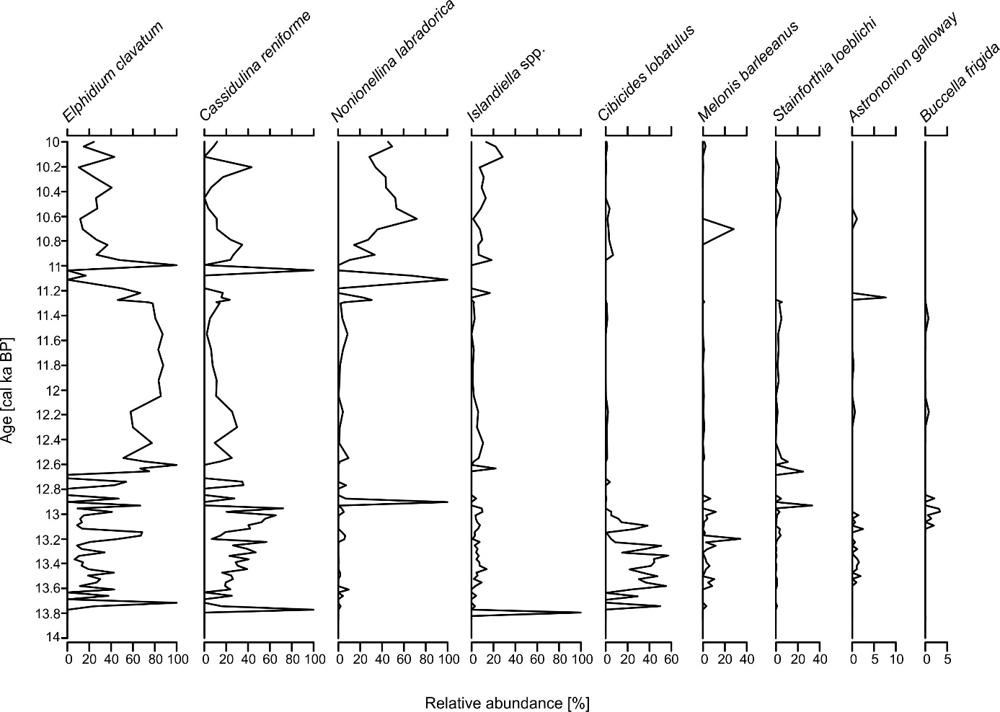 Elphidium clavatum
Cassidulina reniforme
Nonionellina labradorica
Islandiella spp.
Cibicides lobatulus
Melonis barleeanus
Stainforthia loeblichi
Astrononion galloway
Buccella frigida
Age [cal ka BP]
10
10.2
10.4
10.6
10.8
11
11.2
11.4
11.6
11.8
12
12.2
12.4
12.6
12.8
13
13.2
13.4
13.6
13.8
14
0 20 40 60 80 100
0 20 40 60 80 100
0 20 40 60 80 100
0 20 40 60 80 100
0 20 40 60
0 20 40
0 20 40
0 5 10
0 5
Relative abundance [%]